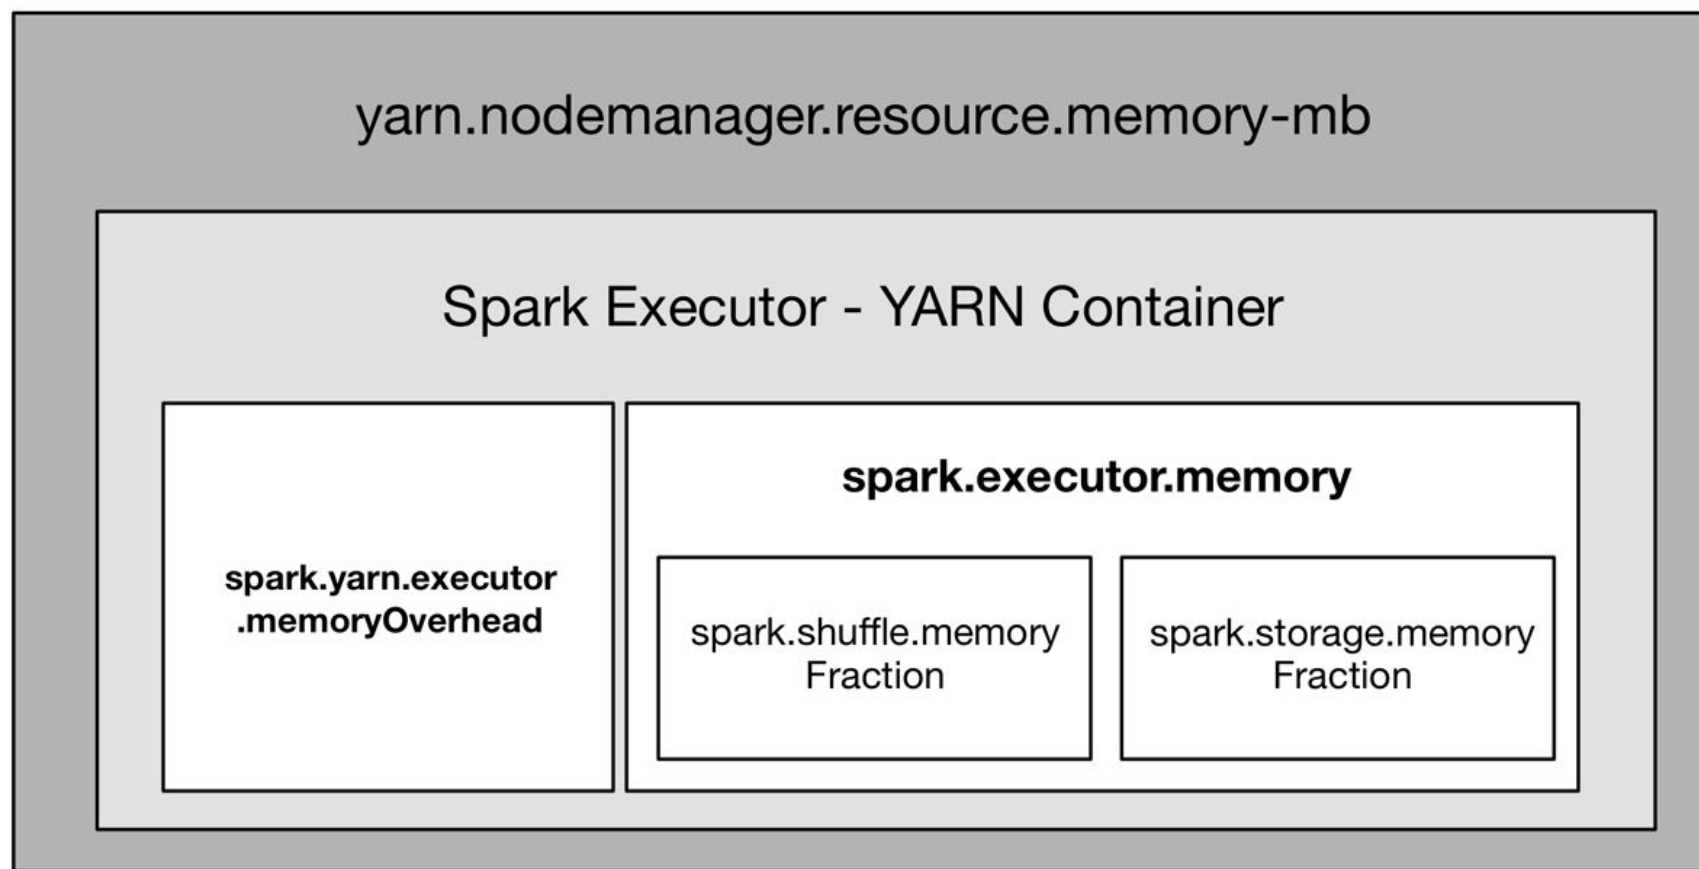 yarn.nodemanager.resource.memory-mb
Spark Executor - YARN Container
spark.yarn.executor
.memoryOverhead
spark.executor.memory
spark.shuffle.memory
Fraction
spark.storage.memory
Fraction